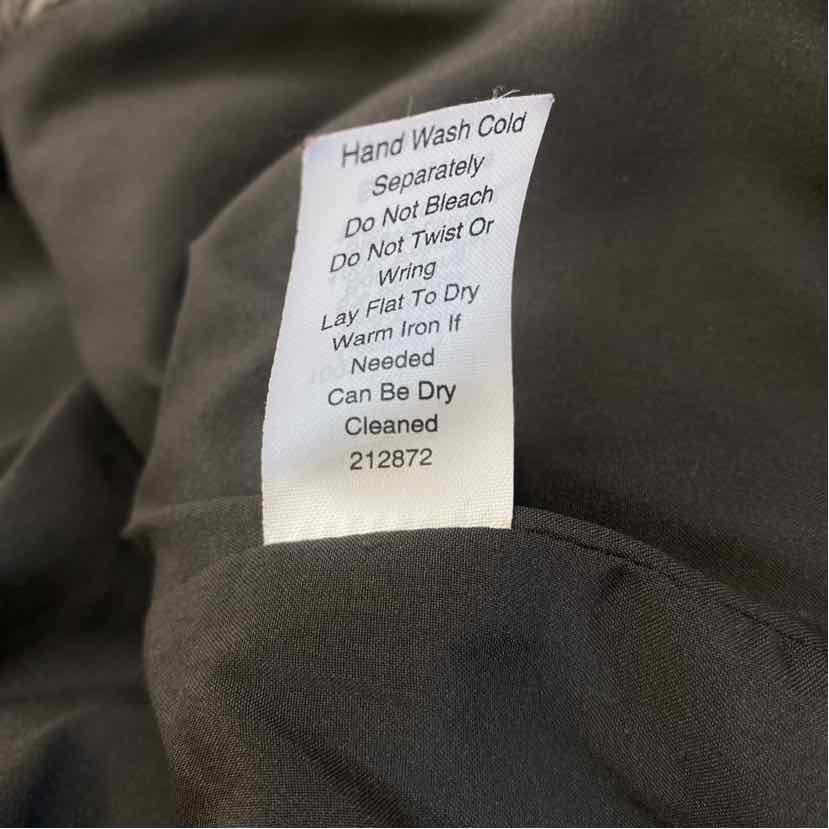 Hand Wash Cold
Separately
Do Not Bleach
Do Not Twist Or
Wring
Lay Flat To Dry
Warm Iron If
Needed
Can Be Dry
Cleaned
212872